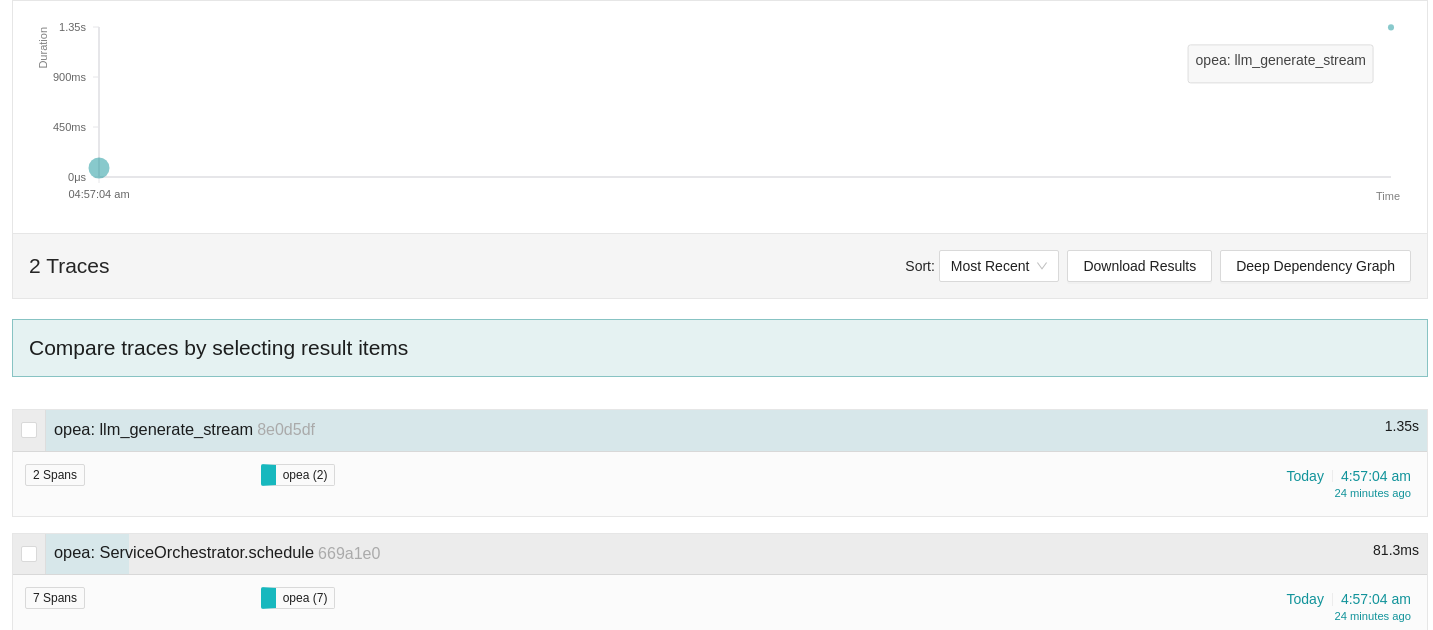 Duration
1.35s
900ms
450ms
0μs
04:57:04 am
Time
opea: llm_generate_stream
2 Traces
Sort: Most Recent Download Results Deep Dependency Graph
Compare traces by selecting result items
opea: llm_generate_stream 8e0d5df 1.35s
2 Spans opea (2) Today 4:57:04 am
24 minutes ago
opea: ServiceOrchestrator.schedule 669a1e0 81.3ms
7 Spans opea (7) Today 4:57:04 am
24 minutes ago